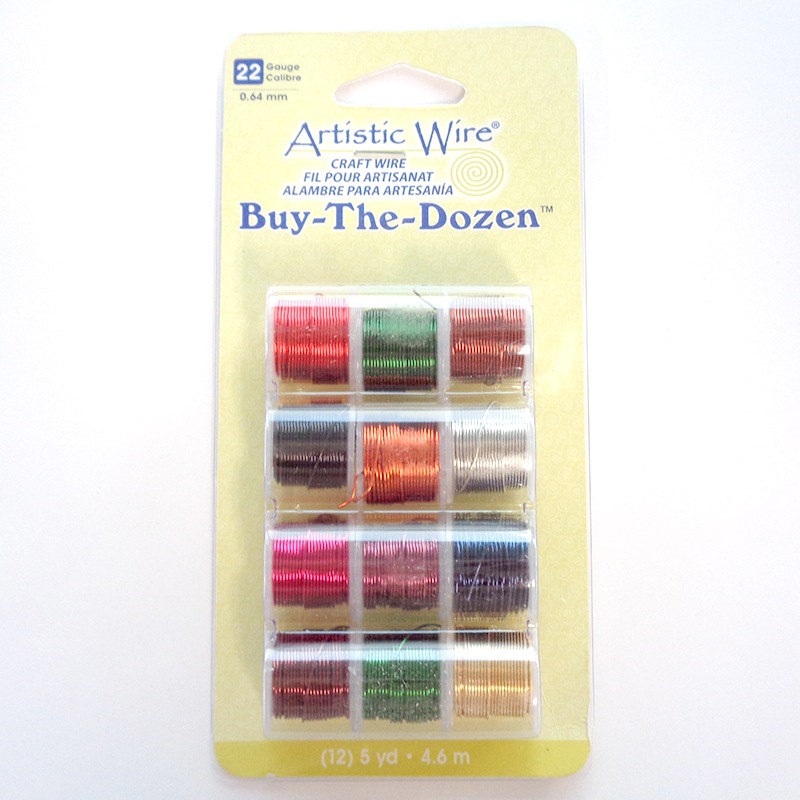 22 Gauge
Calibre
0.64 mm
Artistic Wire®
CRAFT WIRE
FIL POUR ARTISANAT
ALAMBRE PARA ARTESANÍA
Buy-The-Dozen™
(12) 5 yd • 4.6 m